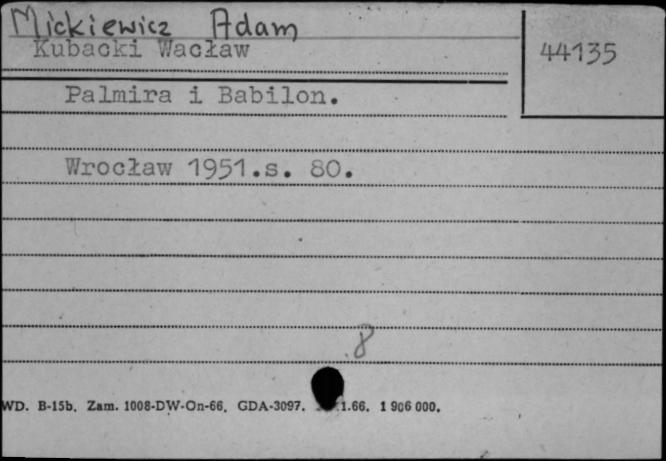 Mickiewicz Adam
Kubacki Wacław
44135
Palmira i Babilon.
Wrocław 1951.s. 80.
8
WD. B-15b. Zam. 1008-DW-On-66. GDA-3097. 1.66. 1 906 000.